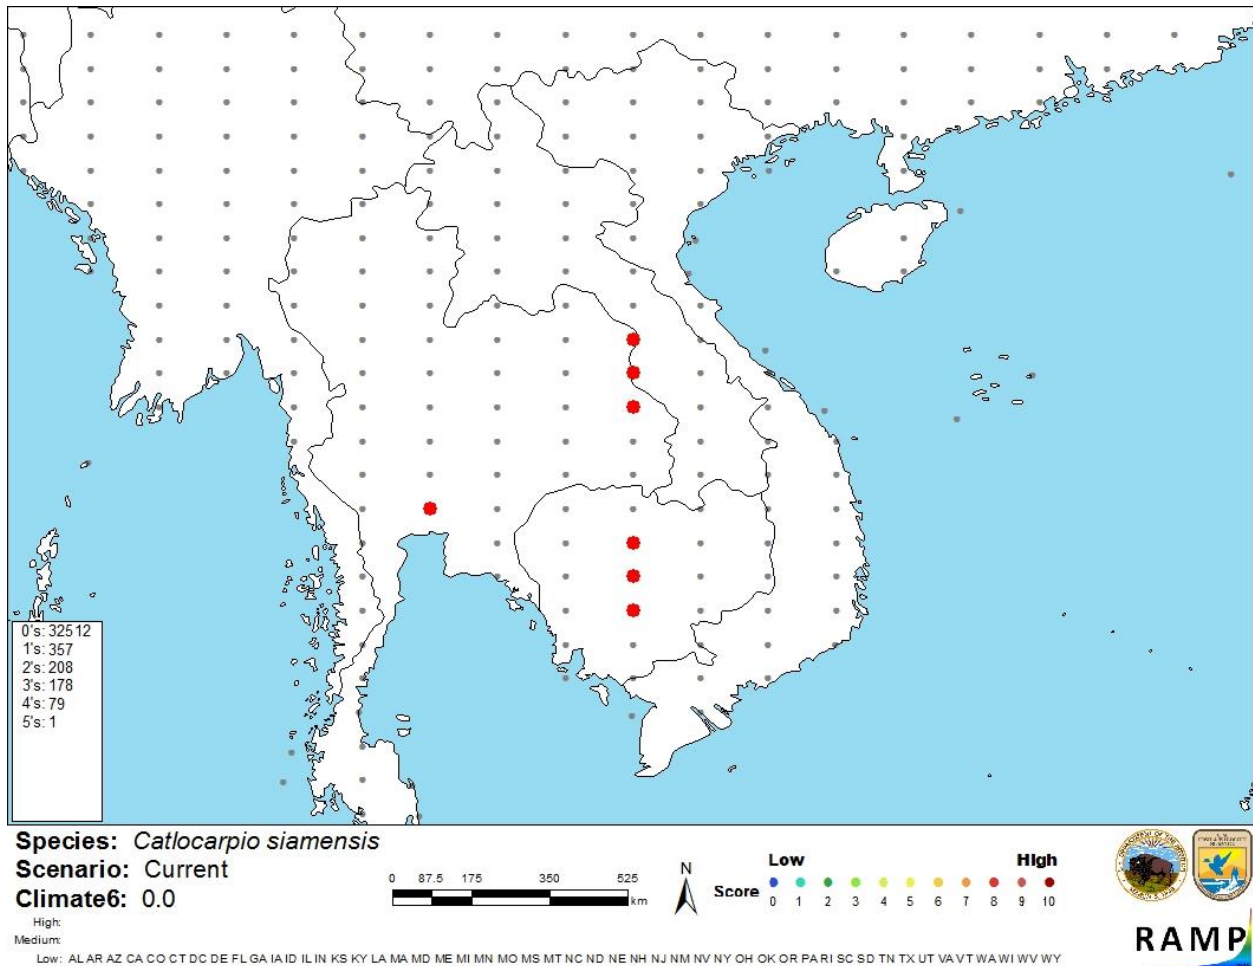 0's: 32512
1's: 357
2's: 208
3's: 178
4's: 79
5's: 1
Species: Catlocarpio siamensis
Scenario: Current
Climate6: 0.0
High:
Medium:
Low: AL AR AZ CA CO CT DC DE FL GA IA ID IL IN KS KY LA MA MD ME MI MN MO MS MT NC ND NE NH NJ NM NV NY OH OK OR PA RI SC SD TN TX UT VA VT WA WI WV WY
0 87.5 175 350 525
km
N
Low High
Score
0 1 2 3 4 5 6 7 8 9 10
RAMP